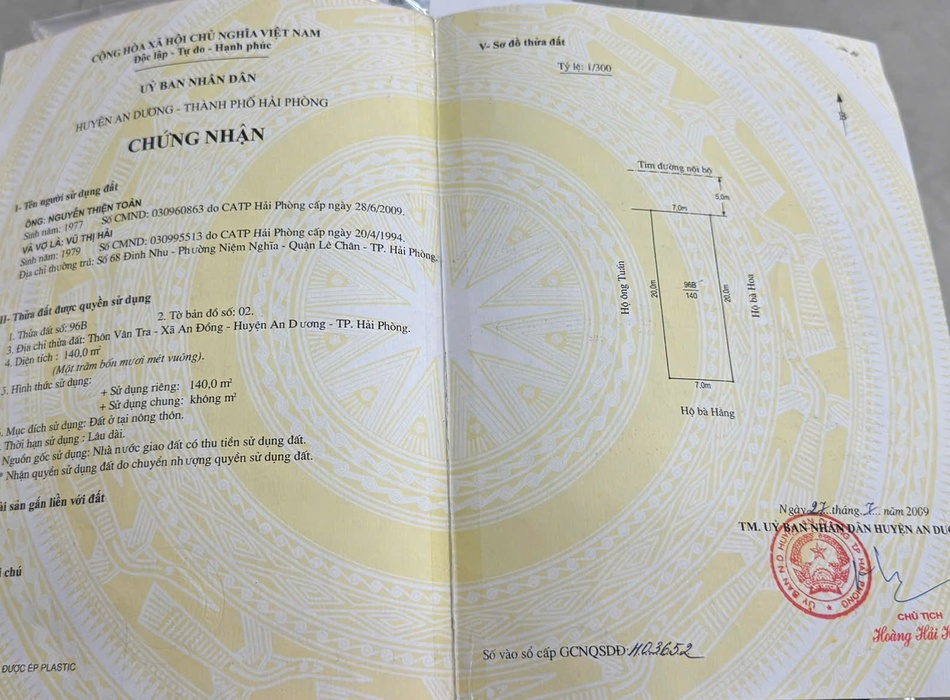 CỘNG HÒA XÃ HỘI CHỦ NGHĨA VIỆT NAM
Độc lập - Tự do - Hạnh phúc
UỶ BAN NHÂN DÂN
HUYỆN AN DƯƠNG - THÀNH PHỐ HẢI PHÒNG
CHỨNG NHẬN
I- Tên người sử dụng đất
ÔNG: NGUYỄN THIỆN TOÀN
Sinh năm: 1977 Số CMND: 030960863 do CATP Hải Phòng cấp ngày 28/6/2009.
VÀ VỢ LÀ: VŨ THỊ HẢI
Sinh năm: 1979 Số CMND: 030995513 do CATP Hải Phòng cấp ngày 20/4/1994.
Địa chỉ thường trú: Số 68 Đình Nhu - Phường Niệm Nghĩa - Quận Lê Chân - TP. Hải Phòng.
II- Thửa đất được quyền sử dụng
1. Thửa đất số: 96B 2. Tờ bản đồ số: 02.
3. Địa chỉ thửa đất: Thôn Vân Tra - Xã An Đồng - Huyện An Dương - TP. Hải Phòng.
4. Diện tích : 140,0 m²
(Một trăm bốn mươi mét vuông).
5. Hình thức sử dụng:
+ Sử dụng riêng: 140,0 m²
+ Sử dụng chung: không m²
. Mục đích sử dụng: Đất ở tại nông thôn.
Thời hạn sử dụng : Lâu dài.
Nguồn gốc sử dụng: Nhà nước giao đất có thu tiền sử dụng đất.
* Nhận quyền sử dụng đất do chuyển nhượng quyền sử dụng đất.
ài sản gắn liền với đất
i chú
ĐƯỢC ÉP PLASTIC
V- Sơ đồ thửa đất
Tỷ lệ: 1/300
B
Tim đường nội bộ
5,0m
7,0m
Hộ ông Tuấn
20,0m
96B
140
20,0m
Hộ bà Hoa
7,0m
Hộ bà Hằng
Ngày 27 tháng 7 năm 2009
TM. UỶ BAN NHÂN DÂN HUYỆN AN DƯƠ
CHỦ TỊCH
Hoàng Hải
Số vào sổ cấp GCNQSDĐ: H03652